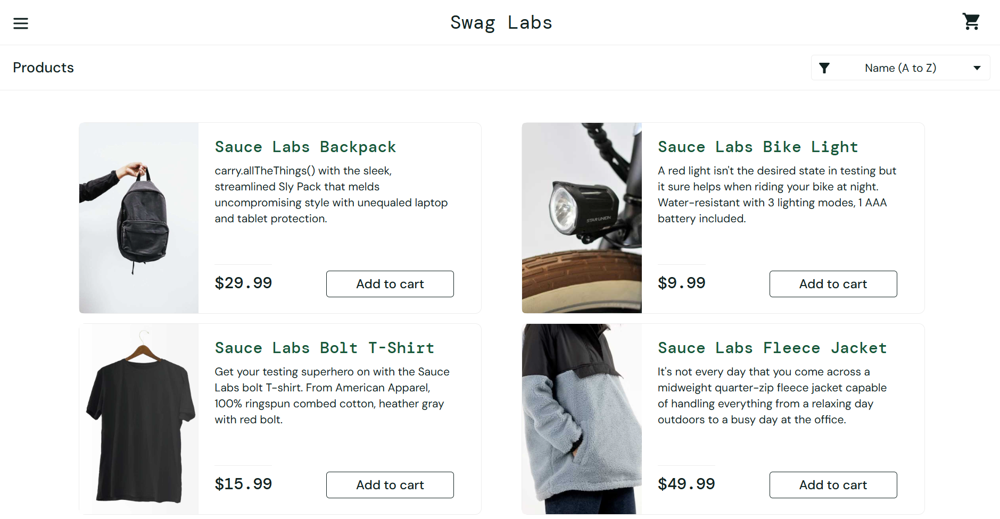 Swag Labs
Products
Name (A to Z)
Sauce Labs Backpack
carry.allTheThings() with the sleek,
streamlined Sly Pack that melds
uncompromising style with unequaled laptop
and tablet protection.
$29.99
Add to cart
Sauce Labs Bike Light
A red light isn't the desired state in testing but
it sure helps when riding your bike at night.
Water-resistant with 3 lighting modes, 1 AAA
battery included.
STAR UNION
$9.99
Add to cart
Sauce Labs Bolt T-Shirt
Get your testing superhero on with the Sauce
Labs bolt T-shirt. From American Apparel,
100% ringspun combed cotton, heather gray
with red bolt.
$15.99
Add to cart
Sauce Labs Fleece Jacket
It's not every day that you come across a
midweight quarter-zip fleece jacket capable
of handling everything from a relaxing day
outdoors to a busy day at the office.
$49.99
Add to cart